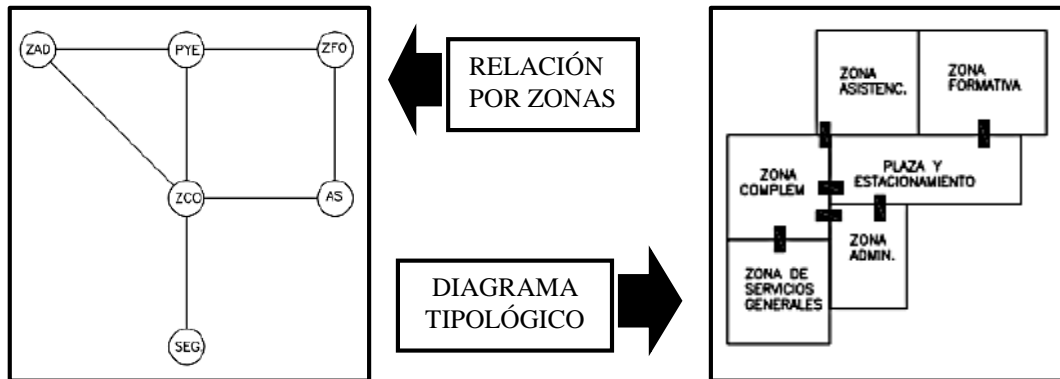 ZAD
PYE
ZFO
ZCO
AS
SEG.
RELACIÓN
POR ZONAS
DIAGRAMA
TIPOLÓGICO
ZONA
ASISTENC.
ZONA
FORMATIVA
ZONA
COMPLEM
PLAZA Y
ESTACIONAMIENTO
ZONA
ADMIN.
ZONA DE
SERVICIOS
GENERALES